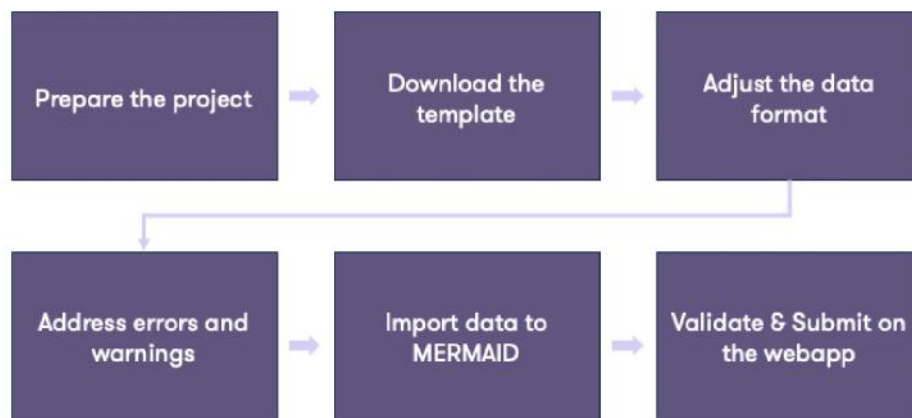 Prepare the project
Download the
template
Adjust the data
format
Address errors and
warnings
Import data to
MERMAID
Validate & Submit on
the webapp